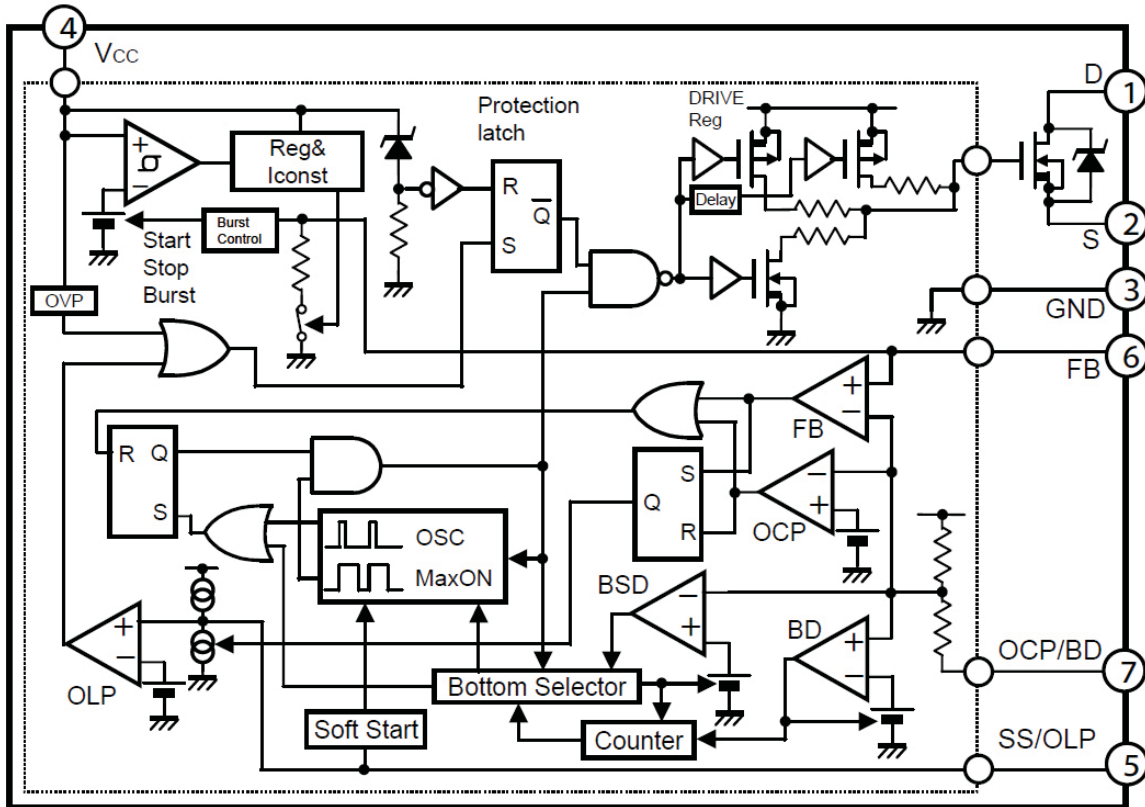 4
VCC
D
1
DRIVE
Reg
Protection
latch
+
−
Reg&
Iconst
R
Q
S
Delay
Burst
Control
Start
Stop
Burst
2
S
OVP
3
GND
6
FB
+
−
FB
R
Q
S
S
Q
R
−
+
OCP
OSC
MaxON
BSD
−
+
BD
+
−
+
−
OLP
OCP/BD
7
Bottom Selector
Soft Start
Counter
SS/OLP
5